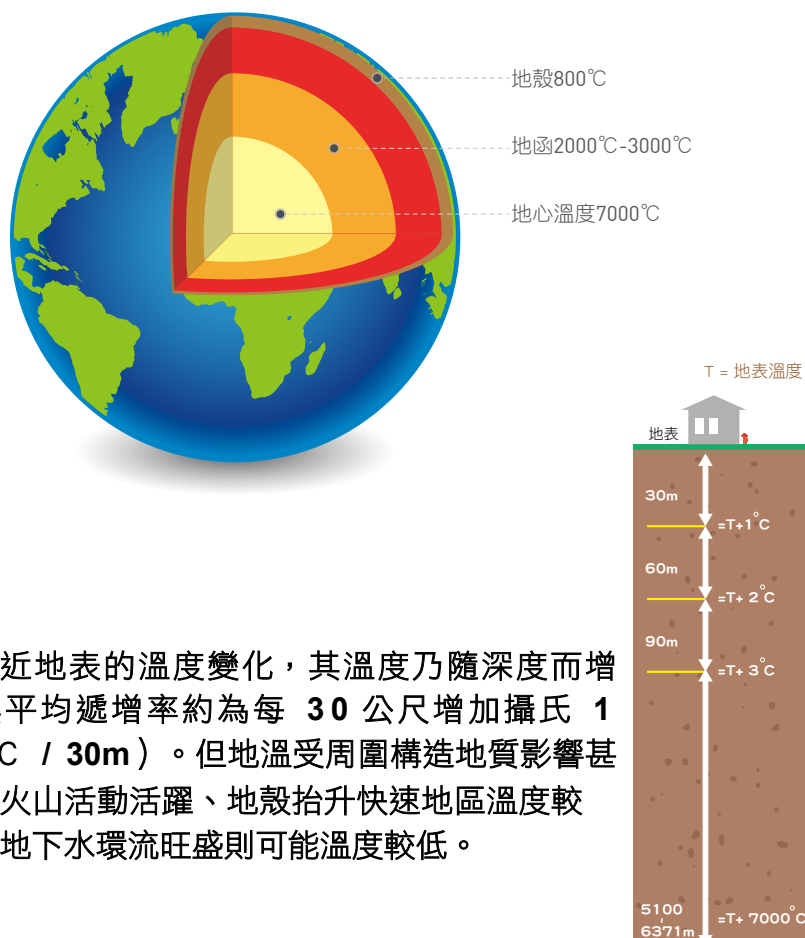 地殼800℃
地函2000℃-3000℃
地心溫度7000℃
T = 地表溫度
地表
30m
=T+1°C
60m
=T+ 2°C
90m
=T+ 3°C
5100
~
6371m
=T+ 7000°C
近地表的溫度變化，其溫度乃隨深度而增
平均遞增率約為每 30 公尺增加攝氏 1
℃ / 30m）。但地溫受周圍構造地質影響甚
火山活動活躍、地殼抬升快速地區溫度較
地下水環流旺盛則可能溫度較低。